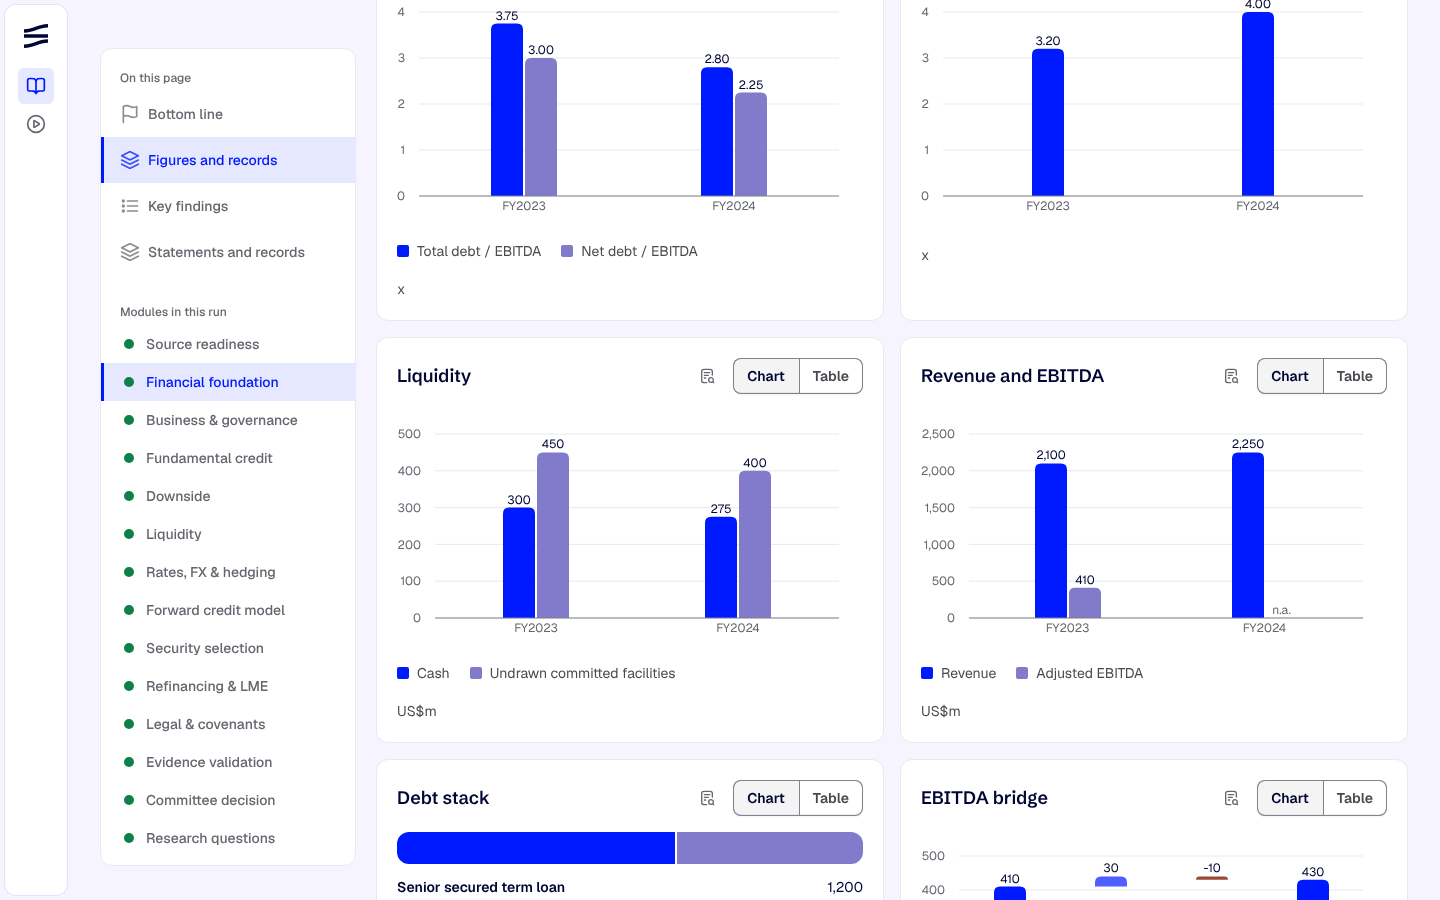 On this page
Bottom line
Figures and records
Key findings
Statements and records
Modules in this run
Source readiness
Financial foundation
Business & governance
Fundamental credit
Downside
Liquidity
Rates, FX & hedging
Forward credit model
Security selection
Refinancing & LME
Legal & covenants
Evidence validation
Committee decision
Research questions
4
3
2
1
0
3.75
3.00
2.80
2.25
FY2023
FY2024
Total debt / EBITDA
Net debt / EBITDA
x
4
3
2
1
0
3.20
4.00
FY2023
FY2024
x
Liquidity
Chart
Table
500
400
300
200
100
0
300
450
275
400
FY2023
FY2024
Cash
Undrawn committed facilities
US$m
Revenue and EBITDA
Chart
Table
2,500
2,000
1,500
1,000
500
0
2,100
410
2,250
n.a.
FY2023
FY2024
Revenue
Adjusted EBITDA
US$m
Debt stack
Chart
Table
Senior secured term loan
1,200
EBITDA bridge
Chart
Table
500
400
410
30
-10
430